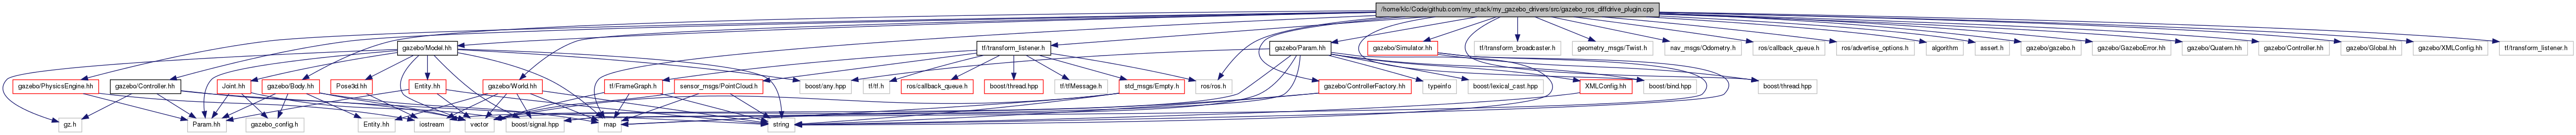 /home/klc/Code/github.com/my_stack/my_gazebo_drivers/src/gazebo_ros_diffdrive_plugin.cpp
gazebo/Model.hh
tf/transform_listener.h
gazebo/Param.hh
gazebo/Simulator.hh
tf/transform_broadcaster.h
geometry_msgs/Twist.h
nav_msgs/Odometry.h
ros/callback_queue.h
ros/advertise_options.h
algorithm
assert.h
gazebo/gazebo.h
gazebo/GazeboError.hh
gazebo/Quatern.hh
gazebo/Controller.hh
gazebo/Global.hh
gazebo/XMLConfig.hh
tf/transform_listener.h
gazebo/PhysicsEngine.hh
gazebo/Controller.hh
Joint.hh
gazebo/Body.hh
Pose3d.hh
Entity.hh
gazebo/World.hh
tf/FrameGraph.h
sensor_msgs/PointCloud.h
boost/any.hpp
tf/tf.h
ros/callback_queue.h
boost/thread.hpp
tf/tfMessage.h
std_msgs/Empty.h
ros/ros.h
gazebo/ControllerFactory.hh
typeinfo
boost/lexical_cast.hpp
XMLConfig.hh
boost/bind.hpp
boost/thread.hpp
gz.h
Param.hh
gazebo_config.h
Entity.hh
iostream
vector
boost/signal.hpp
map
string